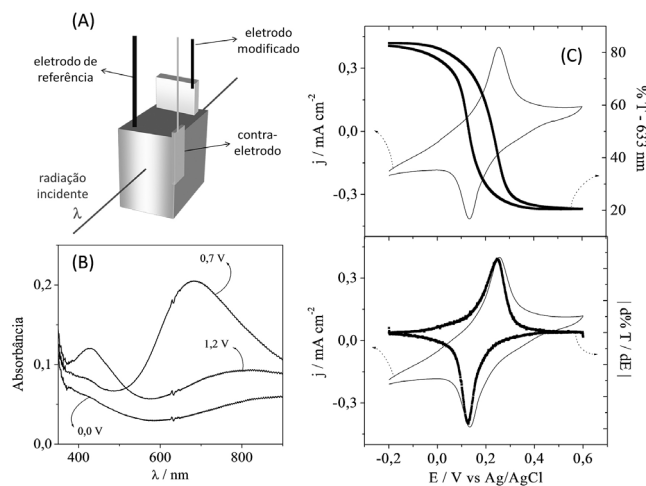 (A)
eletrodo
modificado
eletrodo de
referência
contra-
eletrodo
radiação
incidente
λ
(B)
0,7 V
1,2 V
0,0 V
0,2
0,1
0,0
Absorbância
400
600
800
λ / nm
(C)
0,4
0,0
-0,3
j / mA cm⁻²
80
60
40
20
% T - 633 nm
0,4
0,0
-0,3
j / mA cm⁻²
| d% T / dE |
-0,2 0,0 0,2 0,4 0,6
E / V vs Ag/AgCl